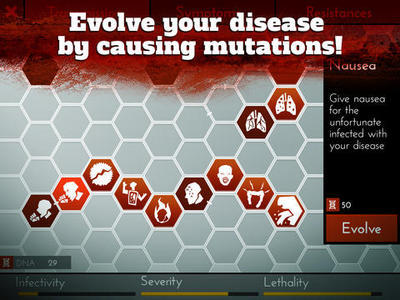 Evolve your disease
by causing mutations!
Symptoms
Resistances
Nausea
Give nausea
for the
unfortunate
infected with
your disease
50
Evolve
DNA 29
Infectivity
Severity
Lethality